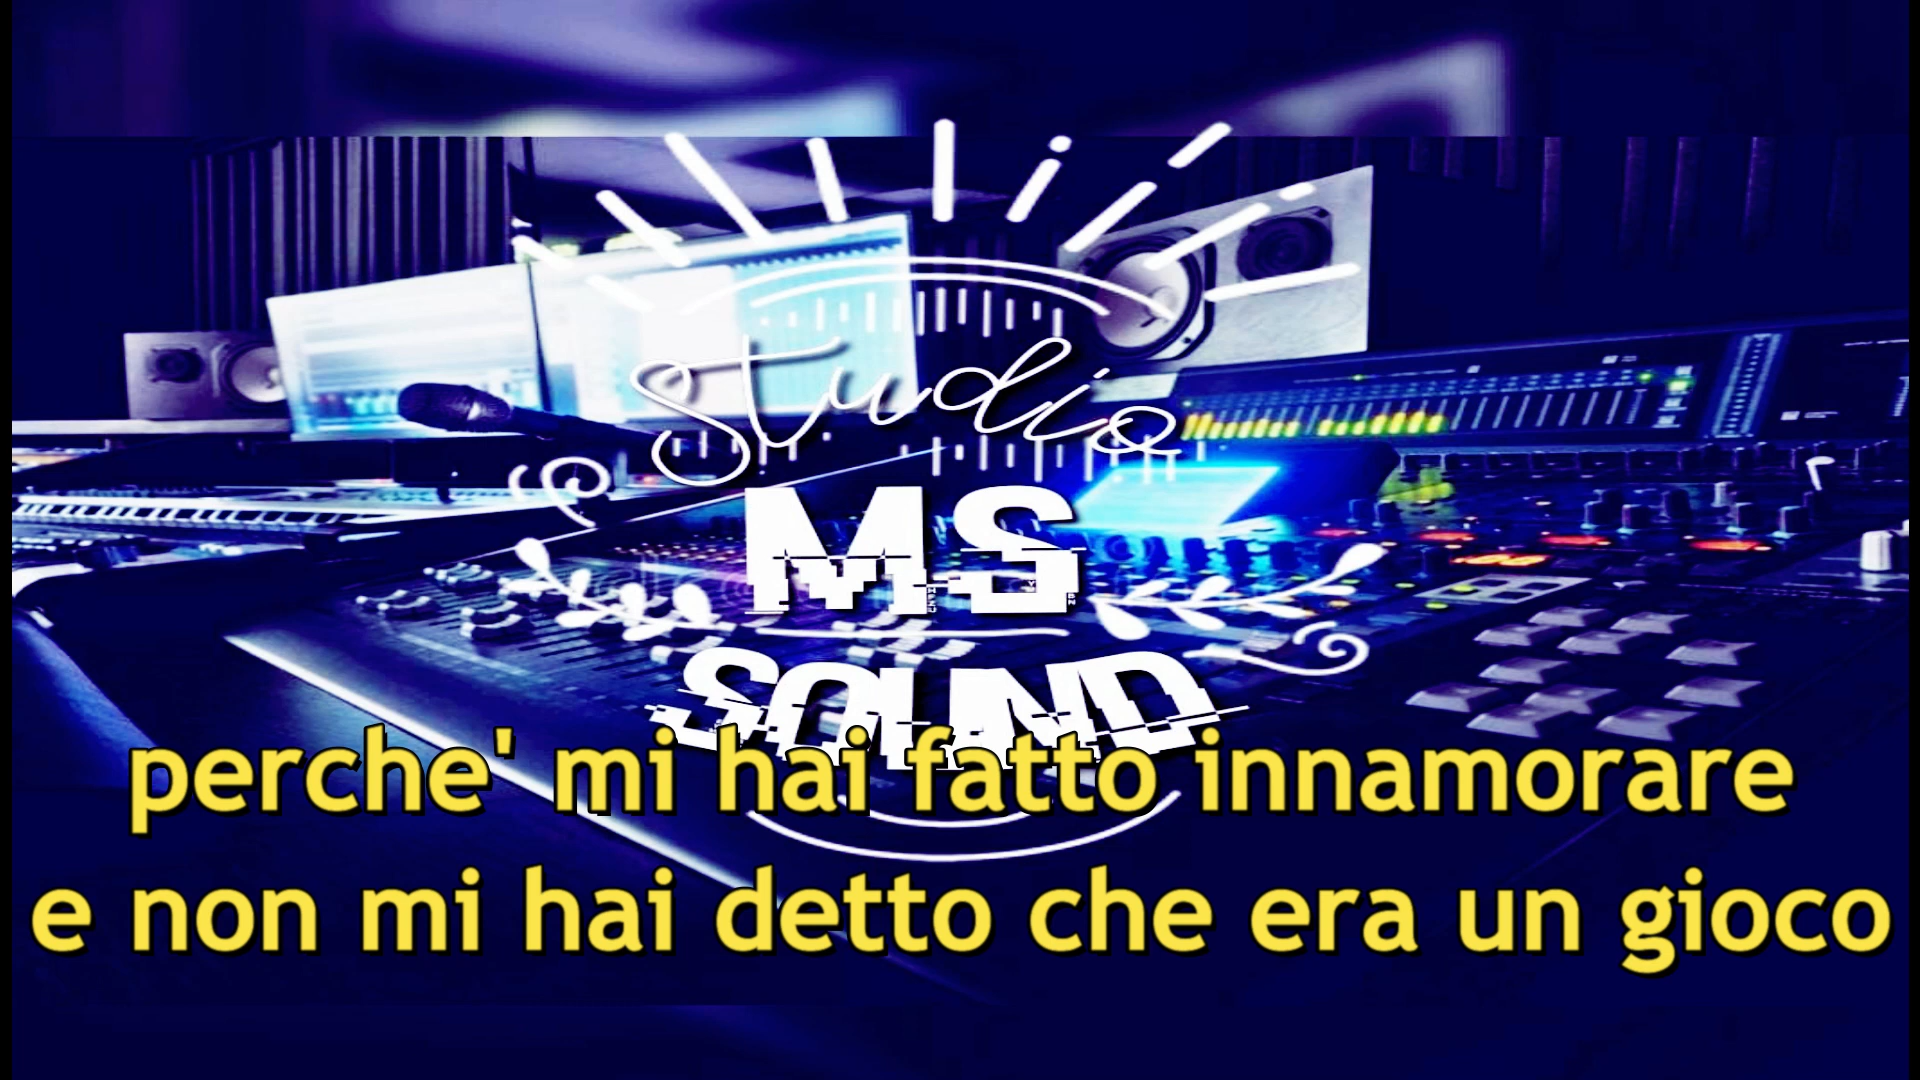 Studio
MS
SOUND
perche' mi hai fatto innamorare
e non mi hai detto che era un gioco